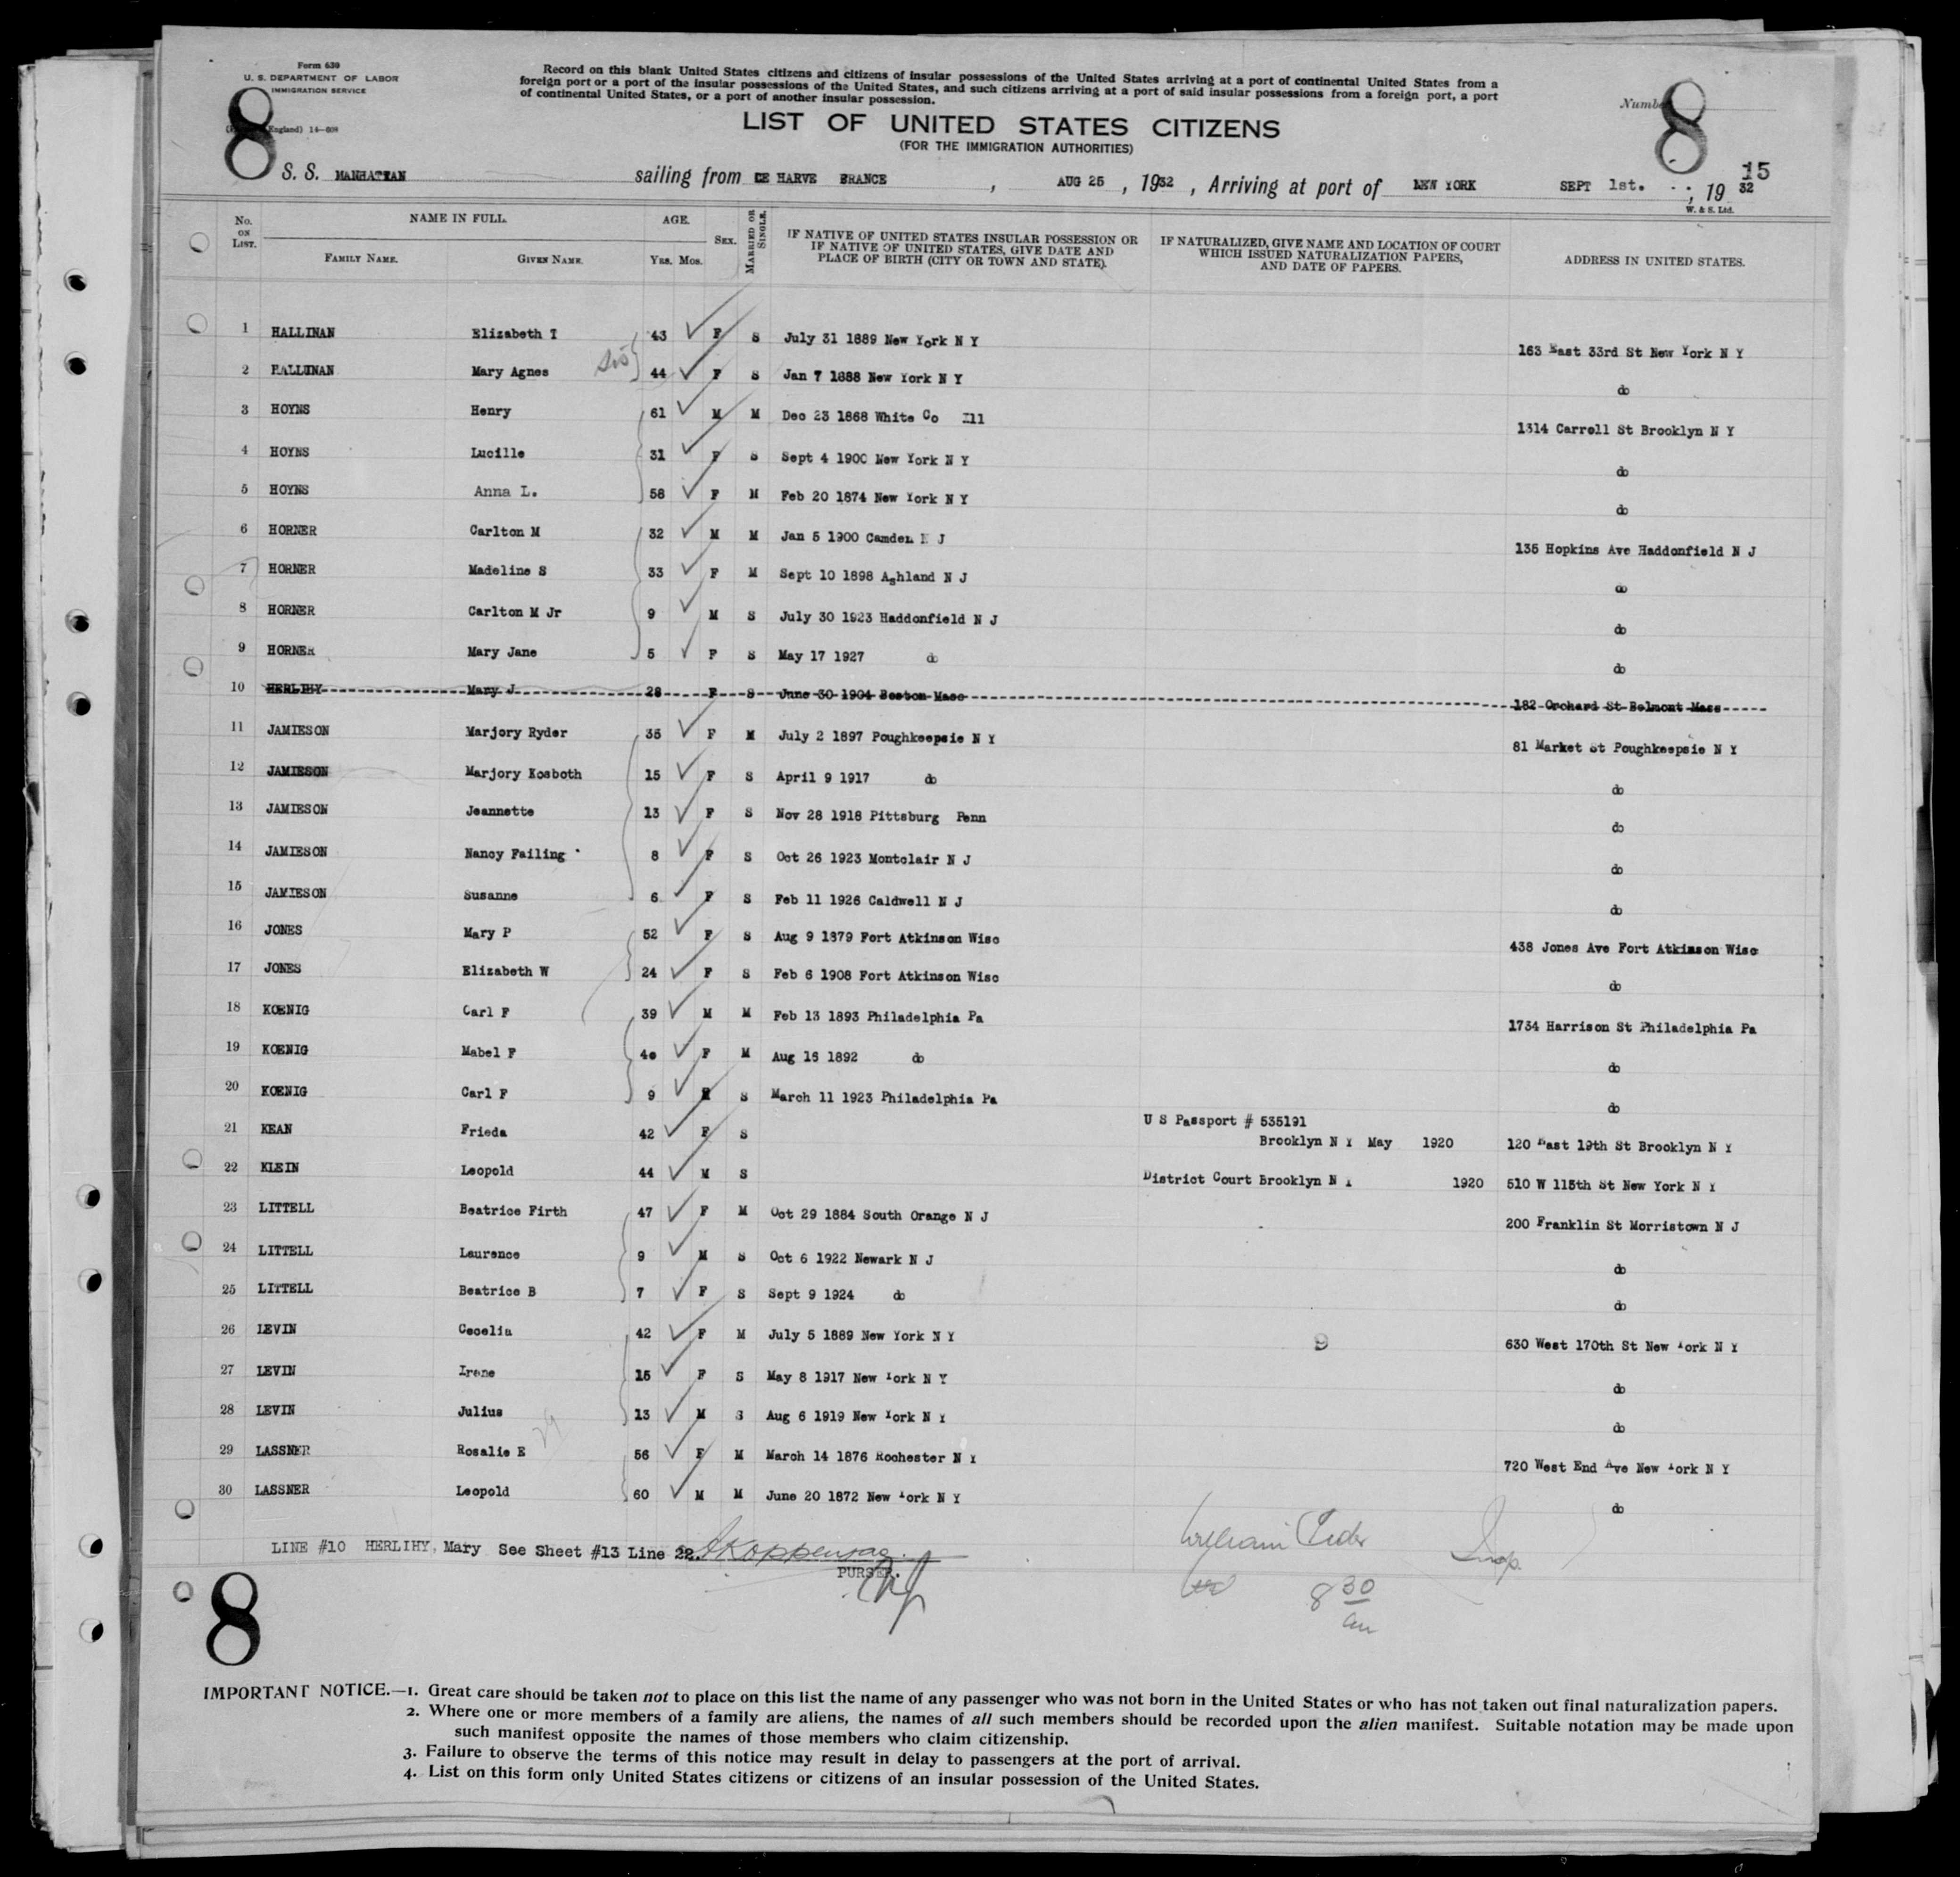 Form 630
U. S. DEPARTMENT OF LABOR
IMMIGRATION SERVICE
England) 14—608
8
Record on this blank United States citizens and citizens of insular possessions of the United States arriving at a port of continental United States from a
foreign port or a port of the insular possessions of the United States, and such citizens arriving at a port of said insular possessions from a foreign port, a port
of continental United States, or a port of another insular possession.
LIST OF UNITED STATES CITIZENS
(FOR THE IMMIGRATION AUTHORITIES)
Number 8
15
S. S. MANHATTAN sailing from HARVE , AUG 25 , 1932 , Arriving at port of NEW YORK SEPT 1st. ; 19 32
W. & S. Ltd.
No. ON LIST. NAME IN FULL. FAMILY NAME. GIVEN NAME. AGE. YRS. MOS. SEX. MARRIED OR SINGLE. IF NATIVE OF UNITED STATES INSULAR POSSESSION OR IF NATIVE OF UNITED STATES, GIVE DATE AND PLACE OF BIRTH (CITY OR TOWN AND STATE). IF NATURALIZED, GIVE NAME AND LOCATION OF COURT WHICH ISSUED NATURALIZATION PAPERS, AND DATE OF PAPERS. ADDRESS IN UNITED STATES.
1 HALLINAN Elizabeth T 43 F S July 31 1889 New York N Y 163 East 33rd St New York N Y
2 HALLINAN Mary Agnes 44 F S Jan 7 1888 New York N Y do
3 HOYNS Henry 61 M M Dec 23 1868 White Co Ill 1314 Carroll St Brooklyn N Y
4 HOYNS Lucille 31 F S Sept 4 1900 New York N Y do
5 HOYNS Anna L. 58 F M Feb 20 1874 New York N Y do
6 HORNER Carlton M 32 M M Jan 5 1900 Camden N J 135 Hopkins Ave Haddonfield N J
7 HORNER Madeline S 33 F M Sept 10 1898 Ashland N J do
8 HORNER Carlton M Jr 9 M S July 30 1923 Haddonfield N J do
9 HORNER Mary Jane 5 F S May 17 1927 do do
10 HERLIHY Mary J 28 F S June 30 1904 Boston Mass 182 Orchard St Belmont Mass
11 JAMIESON Marjory Ryder 35 F M July 2 1897 Poughkeepsie N Y 81 Market St Poughkeepsie N Y
12 JAMIESON Marjory Kosboth 15 F S April 9 1917 do do
13 JAMIESON Jeannette 13 F S Nov 28 1918 Pittsburg Penn do
14 JAMIESON Nancy Failing 8 F S Oct 26 1923 Montclair N J do
15 JAMIESON Susanne 6 F S Feb 11 1926 Caldwell N J do
16 JONES Mary P 52 F S Aug 9 1879 Fort Atkinson Wisc 438 Jones Ave Fort Atkinson Wisc
17 JONES Elizabeth W 24 F S Feb 6 1908 Fort Atkinson Wisc do
18 KOENIG Carl F 39 M M Feb 13 1893 Philadelphia Pa 1734 Harrison St Philadelphia Pa
19 KOENIG Mabel F 40 F M Aug 15 1892 do do
20 KOENIG Carl F 9 M S March 11 1923 Philadelphia Pa do
21 KEAN Frieda 42 F S U S Passport # 535191
Brooklyn N Y May 1920 120 East 19th St Brooklyn N Y
22 KLEIN Leopold 44 M S District Court Brooklyn N Y 1920 510 W 115th St New York N Y
23 LITTELL Beatrice Firth 47 F M Oct 29 1884 South Orange N J 200 Franklin St Morristown N J
24 LITTELL Laurence 9 M S Oct 6 1922 Newark N J do
25 LITTELL Beatrice B 7 F S Sept 9 1924 do do
26 LEVIN Cecelia 42 F M July 5 1889 New York N Y 9 630 West 170th St New York N Y
27 LEVIN Irene 15 F S May 8 1917 New York N Y do
28 LEVIN Julius 13 M S Aug 6 1919 New York N Y do
29 LASSNER Rosalie E 56 F M March 14 1876 Rochester N Y 720 West End Ave New York N Y
30 LASSNER Leopold 60 M M June 20 1872 New York N Y do
LINE #10 HERLIHY, Mary See Sheet #13 Line 22.
PURSER.
William Insp.
8 30 am
8
IMPORTANT NOTICE.—1. Great care should be taken not to place on this list the name of any passenger who was not born in the United States or who has not taken out final naturalization papers.
2. Where one or more members of a family are aliens, the names of all such members should be recorded upon the alien manifest. Suitable notation may be made upon
such manifest opposite the names of those members who claim citizenship.
3. Failure to observe the terms of this notice may result in delay to passengers at the port of arrival.
4. List on this form only United States citizens or citizens of an insular possession of the United States.